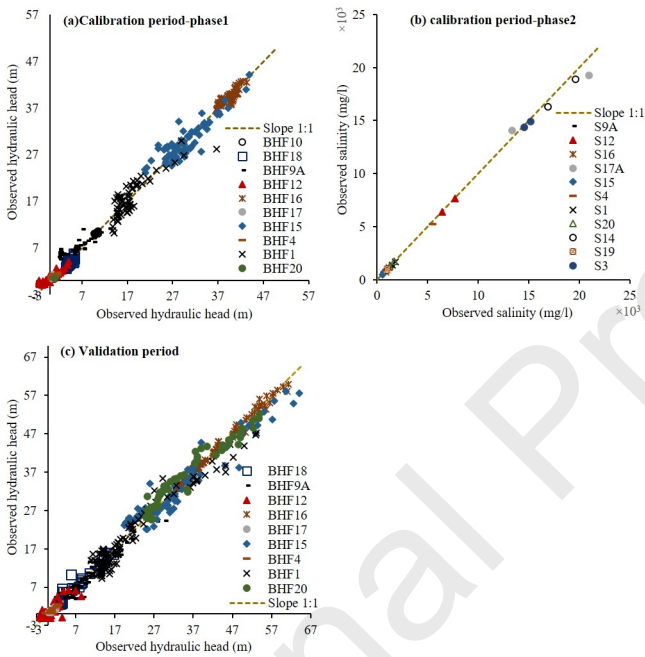 (a)Calibration period-phase1
57
47
37
27
17
7
-3
-3 7 17 27 37 47 57
Observed hydraulic head (m)
Observed hydraulic head (m)
Slope 1:1
BHF10
BHF18
BHF9A
BHF12
BHF16
BHF17
BHF15
BHF4
BHF1
BHF20
(b) calibration period-phase2
×10³
25
20
15
10
5
0
0 5 10 15 20 25
×10³
Observed salinity (mg/l)
Observed salinity (mg/l)
Slope 1:1
S9A
S12
S16
S17A
S15
S4
S1
S20
S14
S19
S3
(c) Validation period
67
57
47
37
27
17
7
-3
-3 7 17 27 37 47 57 67
Observed hydraulic head (m)
Observed hydraulic head (m)
BHF18
BHF9A
BHF12
BHF16
BHF17
BHF15
BHF4
BHF1
BHF20
Slope 1:1
nal Pr